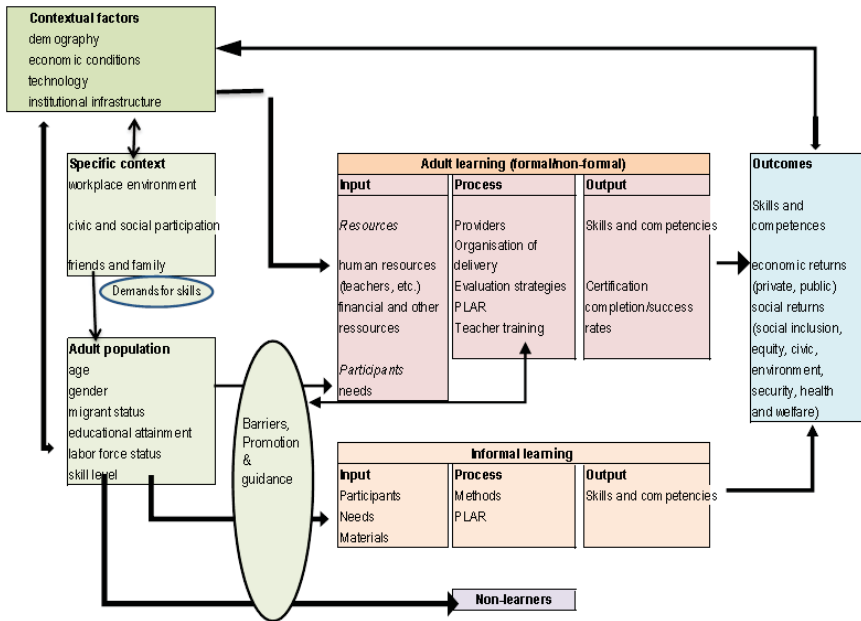 Contextual factors
demography
economic conditions
technology
institutional infrastructure
Specific context
workplace environment
civic and social participation
friends and family
Demands for skills
Adult population
age
gender
migrant status
educational attainment
labor force status
skill level
Barriers,
Promotion
&
guidance
Adult learning (formal/non-formal)
Input
Resources
human resources
(teachers, etc.)
financial and other
ressources
Participants
needs
Process
Providers
Organisation of
delivery
Evaluation strategies
PLAR
Teacher training
Output
Skills and competencies
Certification
completion/success
rates
Informal learning
Input
Participants
Needs
Materials
Process
Methods
PLAR
Output
Skills and competencies
Non-learners
Outcomes
Skills and
competences
economic returns
(private, public)
social returns
(social inclusion,
equity, civic,
environment,
security, health
and welfare)